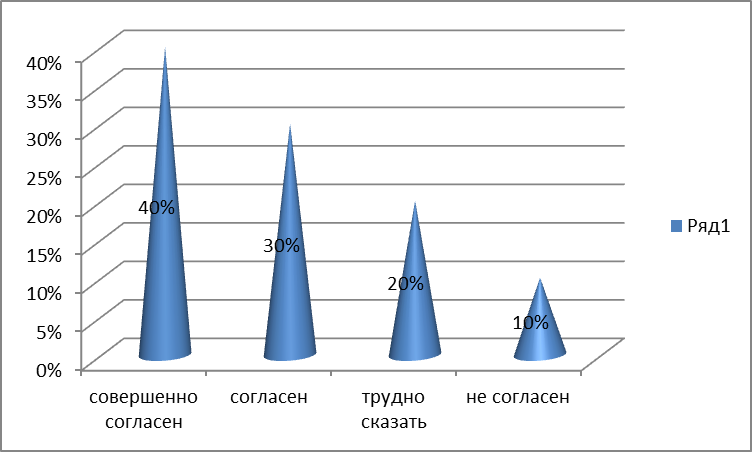 40%
35%
30%
25%
20%
15%
10%
5%
0%
40%
30%
20%
10%
совершенно
согласен
согласен
трудно
сказать
не согласен
Ряд1